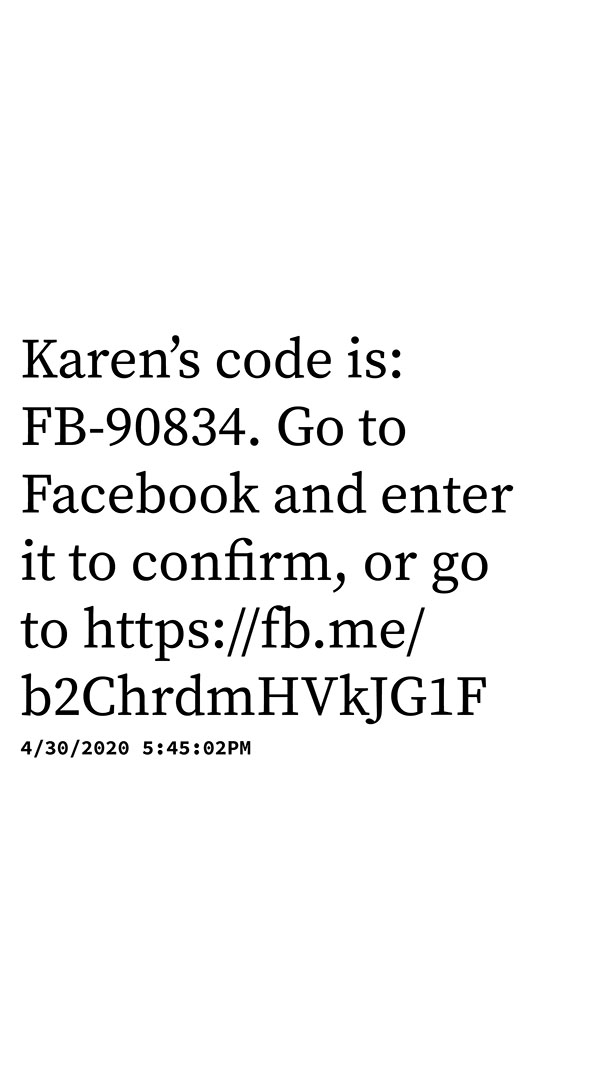 Karen’s code is:
FB-90834. Go to
Facebook and enter
it to confirm, or go
to https://fb.me/
b2ChrdmHVkJG1F
4/30/2020 5:45:02PM